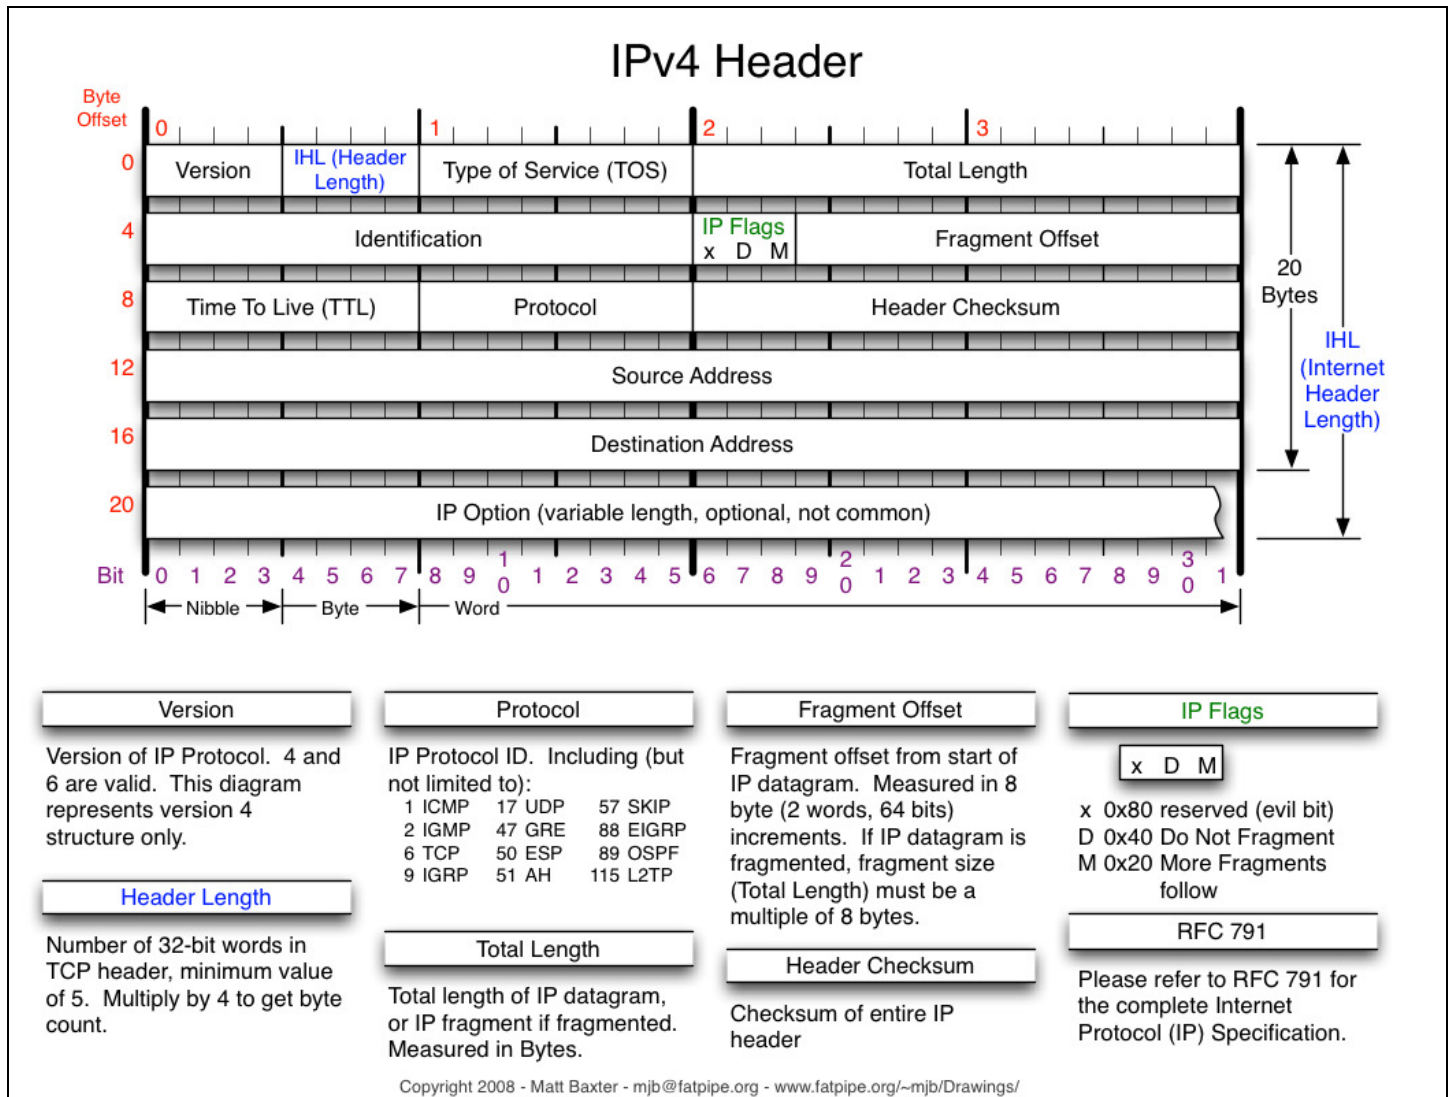 IPv4 Header
Byte
Offset
0 1 2 3
0 Version IHL (Header Length) Type of Service (TOS) Total Length
4 Identification IP Flags x D M Fragment Offset
8 Time To Live (TTL) Protocol Header Checksum
12 Source Address
16 Destination Address
20 IP Option (variable length, optional, not common)
20
Bytes
IHL
(Internet
Header
Length)
Bit 0 1 2 3 4 5 6 7 8 9 10 1 2 3 4 5 6 7 8 9 20 1 2 3 4 5 6 7 8 9 30 1
Nibble Byte Word
Version
Version of IP Protocol. 4 and
6 are valid. This diagram
represents version 4
structure only.
Header Length
Number of 32-bit words in
TCP header, minimum value
of 5. Multiply by 4 to get byte
count.
Protocol
IP Protocol ID. Including (but
not limited to):
1 ICMP 17 UDP 57 SKIP
2 IGMP 47 GRE 88 EIGRP
6 TCP 50 ESP 89 OSPF
9 IGRP 51 AH 115 L2TP
Total Length
Total length of IP datagram,
or IP fragment if fragmented.
Measured in Bytes.
Fragment Offset
Fragment offset from start of
IP datagram. Measured in 8
byte (2 words, 64 bits)
increments. If IP datagram is
fragmented, fragment size
(Total Length) must be a
multiple of 8 bytes.
Header Checksum
Checksum of entire IP
header
IP Flags
x D M
x 0x80 reserved (evil bit)
D 0x40 Do Not Fragment
M 0x20 More Fragments
follow
RFC 791
Please refer to RFC 791 for
the complete Internet
Protocol (IP) Specification.
Copyright 2008 - Matt Baxter - mjb@fatpipe.org - www.fatpipe.org/~mjb/Drawings/